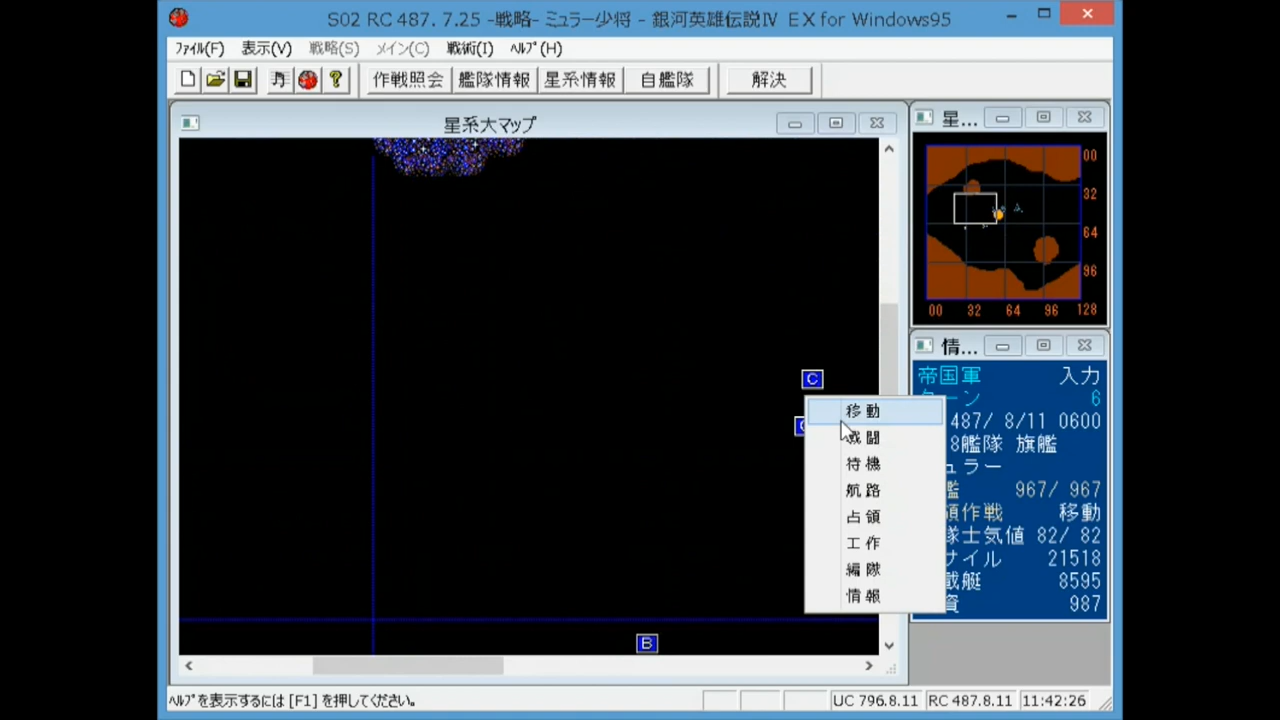 S02 RC 487. 7.25 -戦略- ミュラー少将 - 銀河英雄伝説Ⅳ EX for Windows95
ﾌｧｲﾙ(F) 表示(V) 戦略(S) メイン(C) 戦術(I) ﾍﾙﾌﾟ(H)
作戦照会 艦隊情報 星系情報 自艦隊 解決
星系大マップ
星...
00
32
64
96
00 32 64 96 128
情...
帝国軍 入力
ターン 6
487/ 8/11 0600
8艦隊 旗艦
ュラー
艦 967/ 967
領作戦 移動
隊士気値 82/ 82
サイル 21518
載艇 8595
資 987
C
C
B
移動
戦闘
待機
航路
占領
工作
編隊
情報
ﾍﾙﾌﾟを表示するには [F1] を押してください。
UC 796.8.11 RC 487.8.11 11:42:26